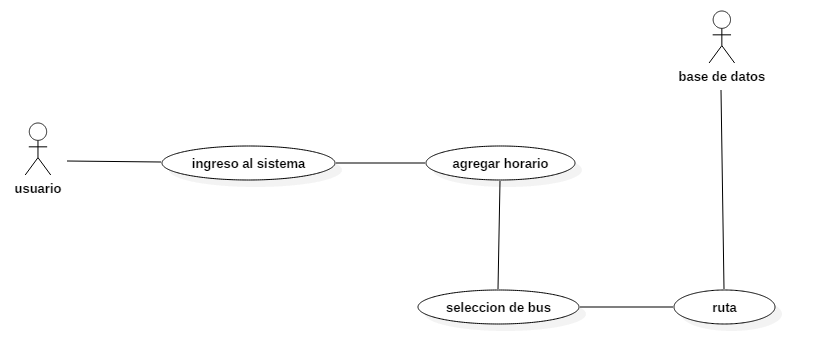 base de datos
usuario
ingreso al sistema
agregar horario
seleccion de bus
ruta